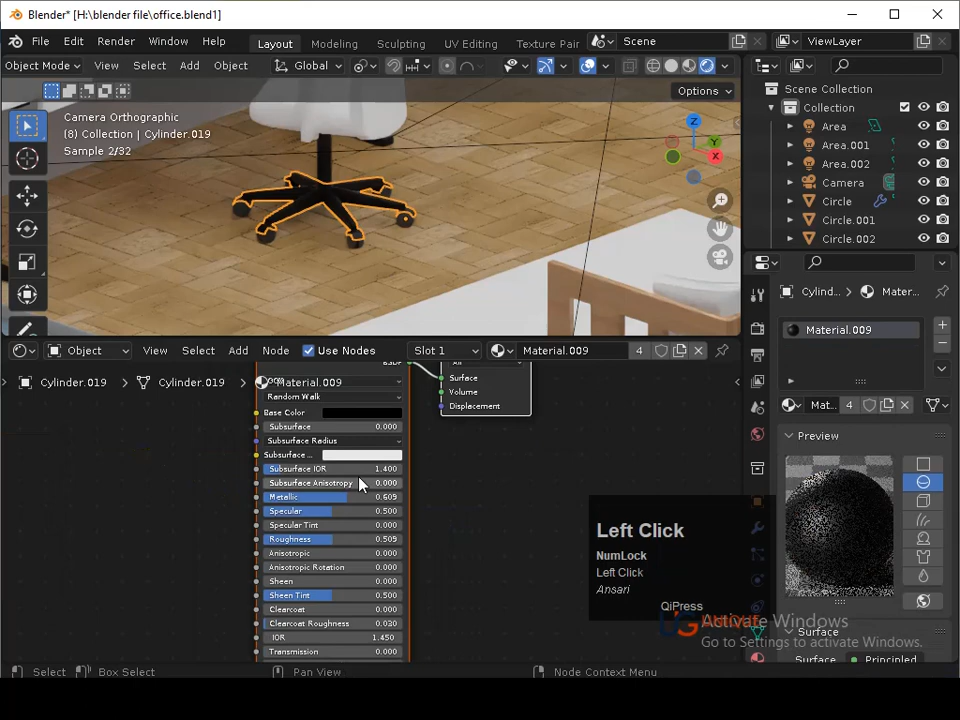 Blender* [H:\blender file\office.blend1]
File Edit Render Window Help
Layout Modeling Sculpting UV Editing Texture Pair
Scene
ViewLayer
Object Mode View Select Add Object
Global
Options
Camera Orthographic
(8) Collection | Cylinder.019
Sample 2/32
Z
Y
X
Scene Collection
Collection
Area
Area.001
Area.002
Camera
Circle
Circle.001
Circle.002
Cylind... > Mater...
Material.009
Object View Select Add Node Use Nodes Slot 1 Material.009 4
Cylinder.019 > Cylinder.019 > Material.009
Random Walk
Base Color
Subsurface 0.000
Subsurface Radius
Subsurface ..
Subsurface IOR 1.400
Subsurface Anisotropy 0.000
Metallic 0.609
Specular 0.500
Specular Tint 0.000
Roughness 0.509
Anisotropic 0.000
Anisotropic Rotation 0.000
Sheen 0.000
Sheen Tint 0.500
Clearcoat 0.000
Clearcoat Roughness 0.030
IOR 1.450
Transmission 0.000
Surface
Volume
Displacement
Mat... 4
Preview
Left Click
NumLock
Left Click
Ansari
QiPress
Activate Windows
Go to Settings to activate Windows.
Surface
Surface Principled
Select Box Select Pan View Node Context Menu